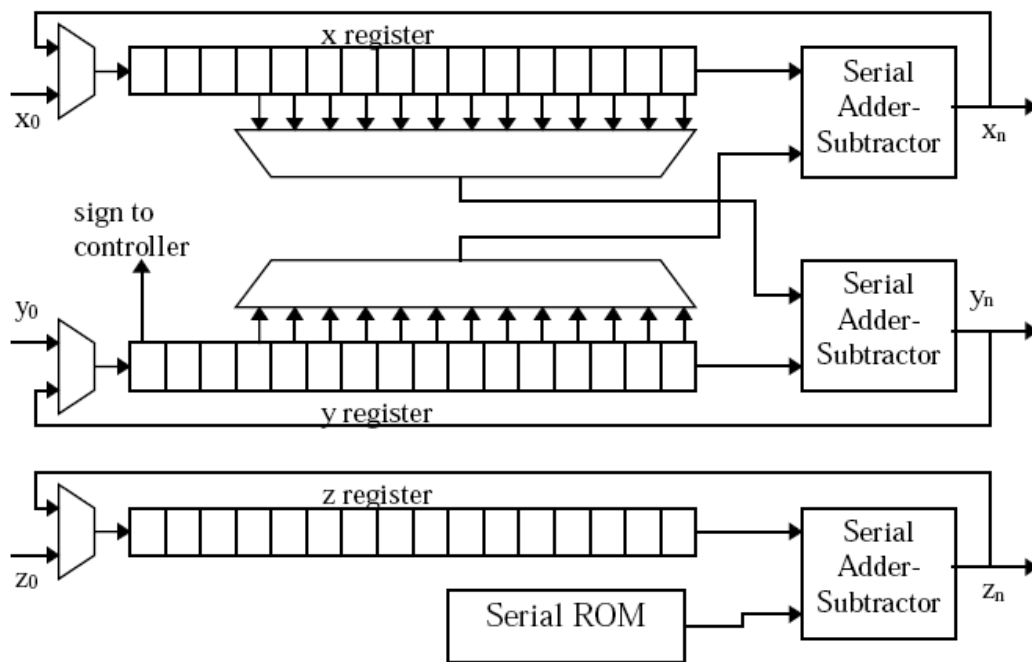 x register
x₀
Serial
Adder-
Subtractor
xₙ
sign to
controller
y₀
Serial
Adder-
Subtractor
yₙ
y register
z register
z₀
Serial
Adder-
Subtractor
zₙ
Serial ROM